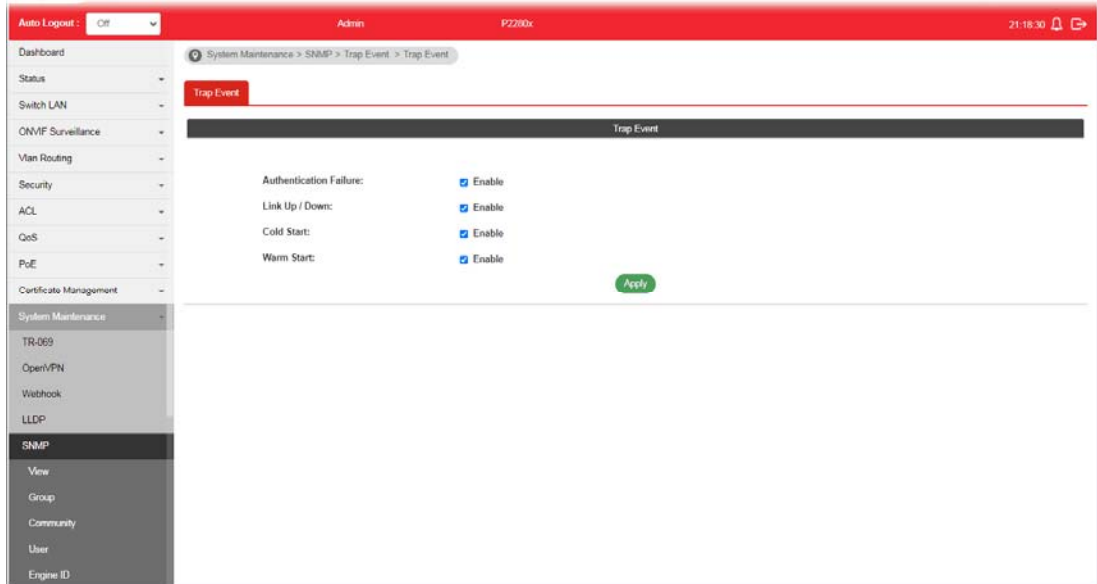 Auto Logout : Off Admin P2280x 21:18:30
Dashboard
Status
Switch LAN
ONVIF Surveillance
Vlan Routing
Security
ACL
QoS
PoE
Certificate Management
System Maintenance
TR-069
OpenVPN
Webhook
LLDP
SNMP
View
Group
Community
User
Engine ID
System Maintenance > SNMP > Trap Event > Trap Event
Trap Event
Trap Event
Authentication Failure: Enable
Link Up / Down: Enable
Cold Start: Enable
Warm Start: Enable
Apply